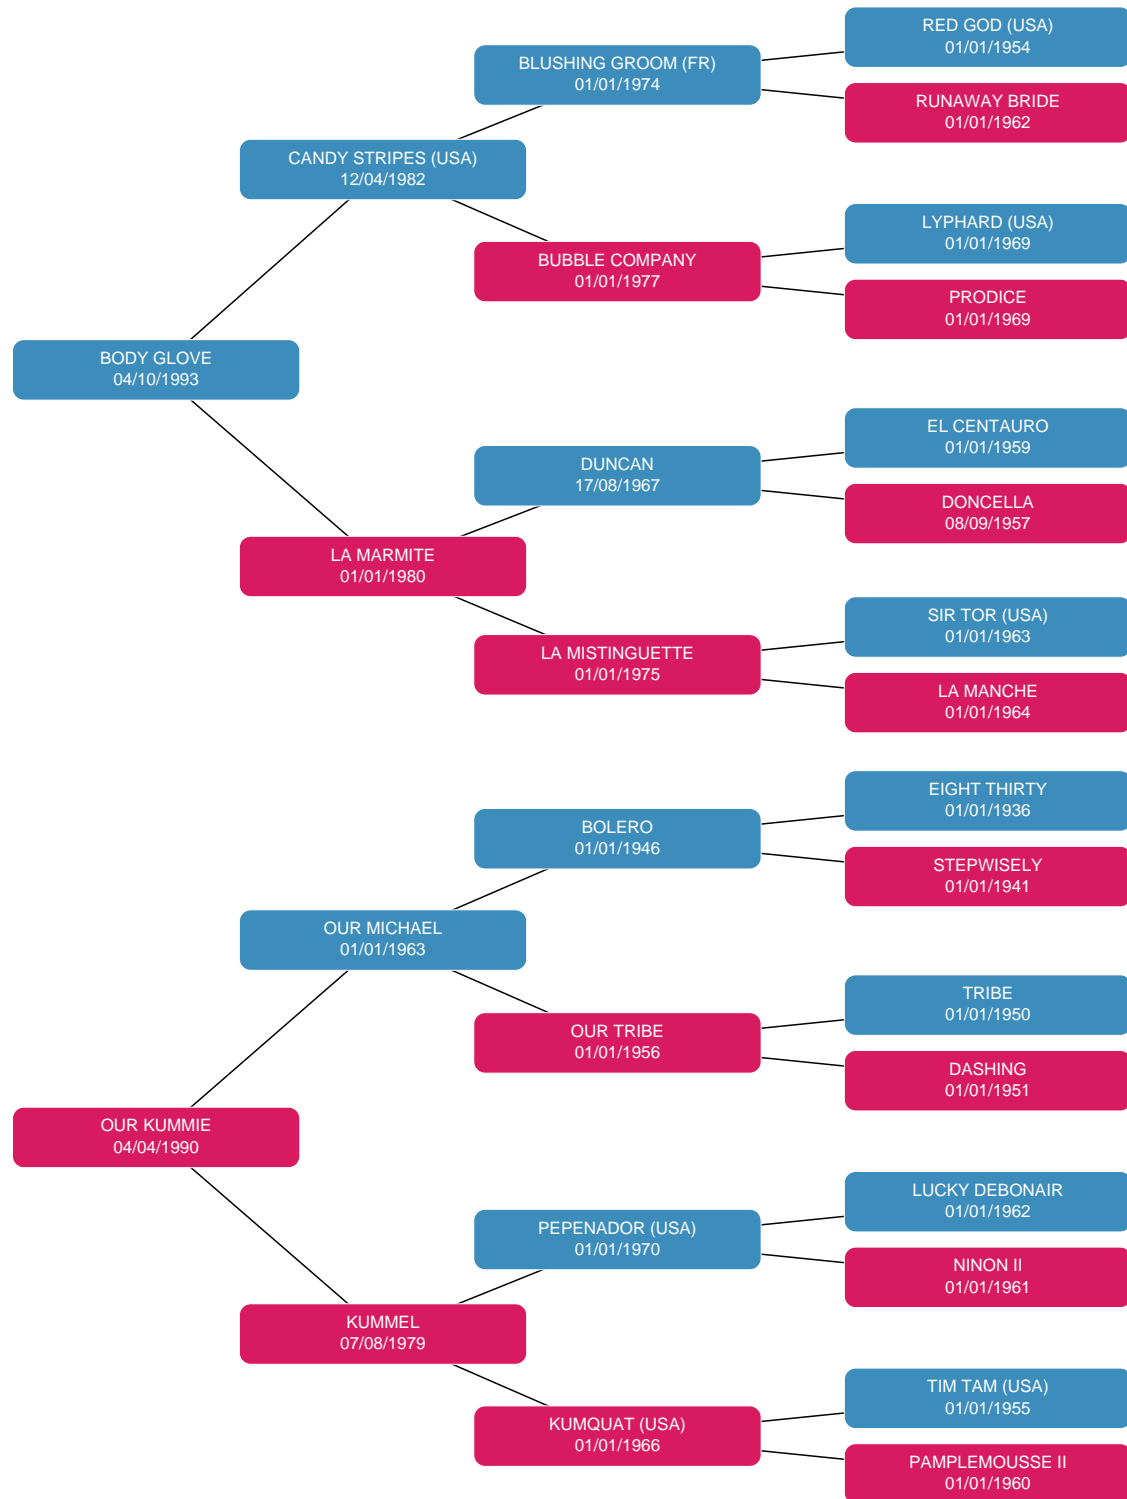 RED GOD (USA)
01/01/1954
BLUSHING GROOM (FR)
01/01/1974
RUNAWAY BRIDE
01/01/1962
CANDY STRIPES (USA)
12/04/1982
LYPHARD (USA)
01/01/1969
BUBBLE COMPANY
01/01/1977
PRODICE
01/01/1969
BODY GLOVE
04/10/1993
EL CENTAURO
01/01/1959
DUNCAN
17/08/1967
DONCELLA
08/09/1957
LA MARMITE
01/01/1980
SIR TOR (USA)
01/01/1963
LA MISTINGUETTE
01/01/1975
LA MANCHE
01/01/1964
EIGHT THIRTY
01/01/1936
BOLERO
01/01/1946
STEPWISELY
01/01/1941
OUR MICHAEL
01/01/1963
TRIBE
01/01/1950
OUR TRIBE
01/01/1956
DASHING
01/01/1951
OUR KUMMIE
04/04/1990
LUCKY DEBONAIR
01/01/1962
PEPENADOR (USA)
01/01/1970
NINON II
01/01/1961
KUMMEL
07/08/1979
TIM TAM (USA)
01/01/1955
KUMQUAT (USA)
01/01/1966
PAMPLEMOUSSE II
01/01/1960